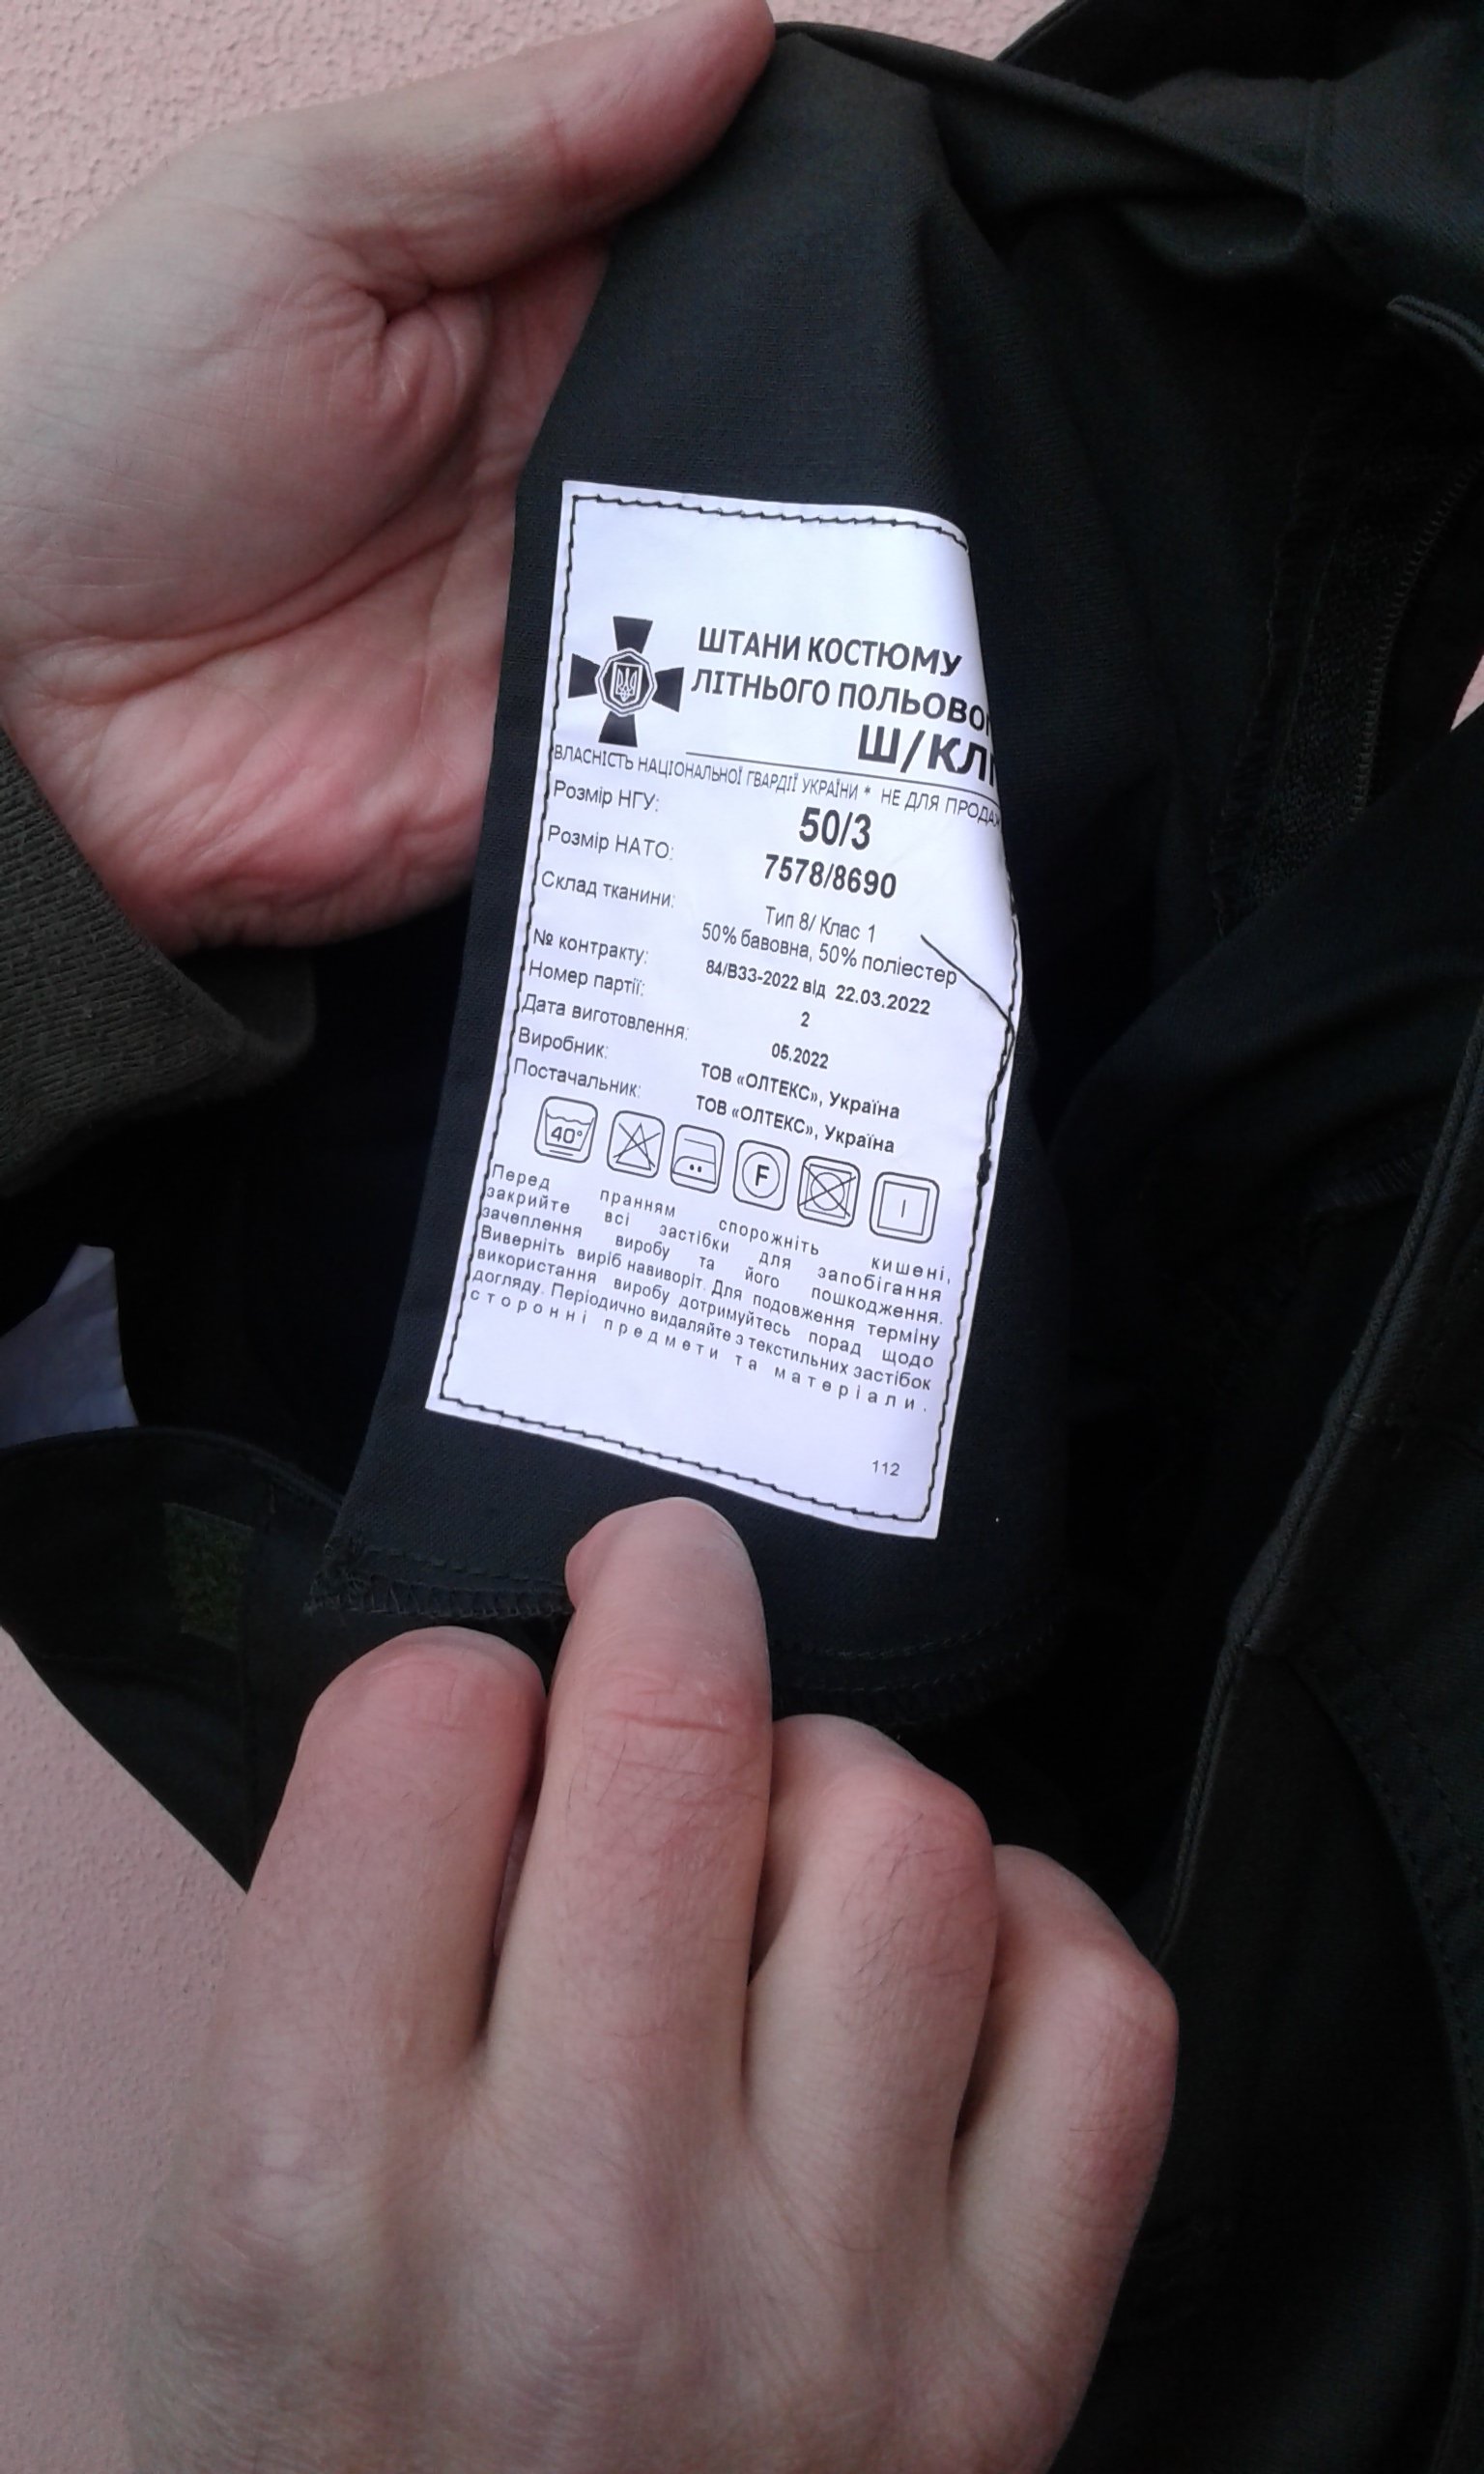 ШТАНИ КОСТЮМУ
ЛІТНЬОГО
Ш/КЛП
ВЛАСНІСТЬ НАЦІОНАЛЬНОЇ ГВАРДІЇ УКРАЇНИ * НЕ ДЛЯ
Розмір НГУ: 50/3
Розмір НАТО: 7578/8690
Склад тканини: Тип 8/ Клас 1
50% бавовна, 50% поліестер
№ контракту: 84/ВЗЗ-2022 від 22.03.2022
Номер партії: 2
Дата виготовлення: 05.2022
Виробник: ТОВ «ОЛТЕКС», Україна
Постачальник: ТОВ «ОЛТЕКС», Україна
40° F
Перед пранням спорожніть кишені,
закрийте всі застібки для запобігання
зачеплення виробу та його пошкодження.
Виверніть виріб навиворіт. Для подовження терміну
використання виробу дотримуйтесь порад щодо
догляду. Періодично видаляйте з текстильних застібок
сторонні предмети та матеріали.
112